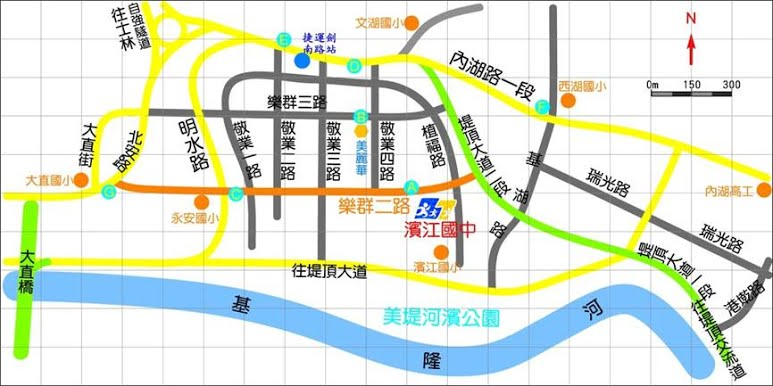 自強隧道
往士林
文湖國小
E
捷運劍
南路站
D
N
0m 150 300
內湖路一段
西湖國小
F
樂群三路
B
美麗華
大直街
北安路
明水路
敬業一路
敬業二路
敬業三路
敬業四路
植福路
堤頂大道二段
基湖路
瑞光路
瑞光路
內湖高工
大直國小
G
永安國小
C
A
樂群二路
濱江國中
濱江國小
大直橋
往堤頂大道
堤頂大道一段
往堤頂交流道
港墘路
美堤河濱公園
基隆河